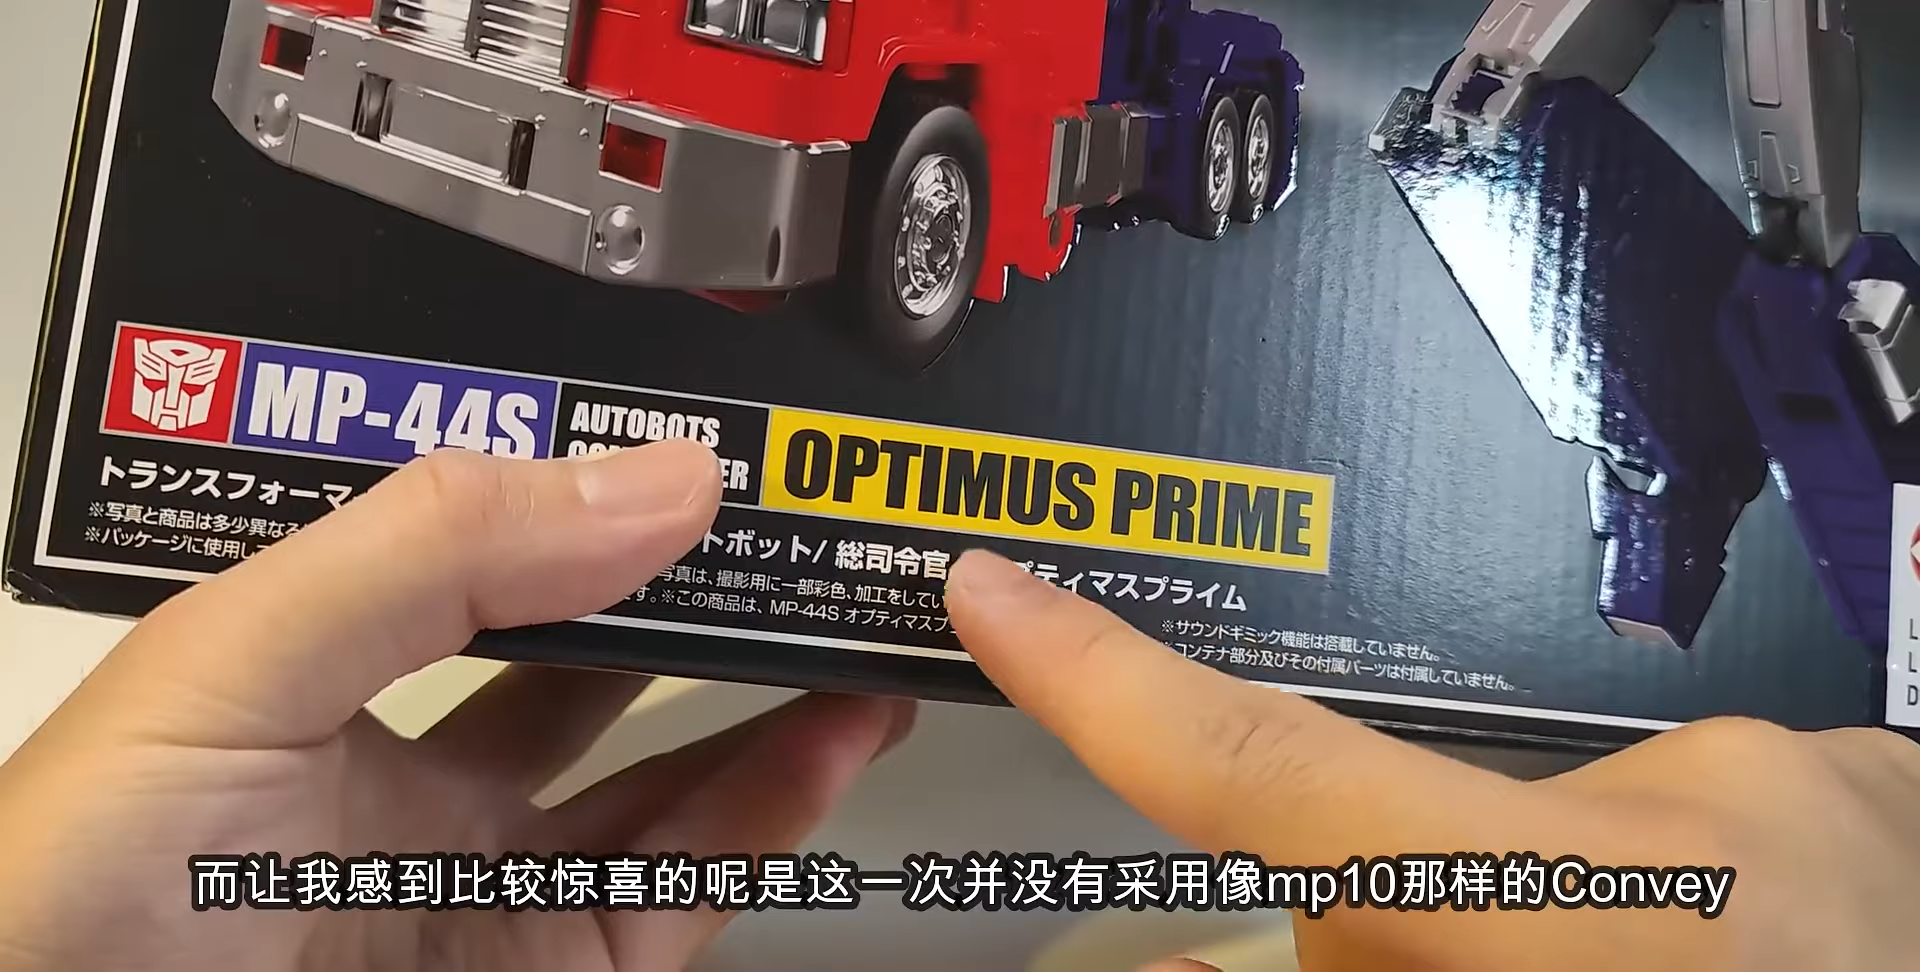 MP-44S
AUTOBOTS
OPTIMUS PRIME
トランスフォーマ
トボット/ 総司令官
プティマスプライム
※写真と商品は多少異なる
写真は、撮影用に一部彩色、加工をしてい
※パッケージに使用して
す。※この商品は、MP-44S オプティマスプ
※サウンドギミック機能は搭載していません。
※コンテナ部分及びその付属パーツは付属していません。
L
L
D
而让我感到比较惊喜的呢是这一次并没有采用像mp10那样的Convey